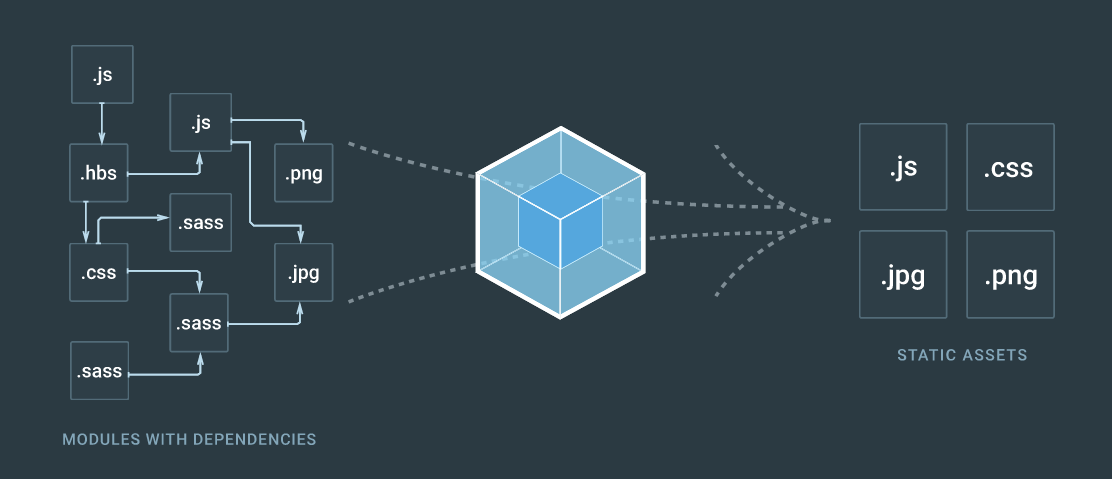 .js
.js
.hbs
.png
.sass
.css
.jpg
.sass
.sass
MODULES WITH DEPENDENCIES
.js
.css
.jpg
.png
STATIC ASSETS